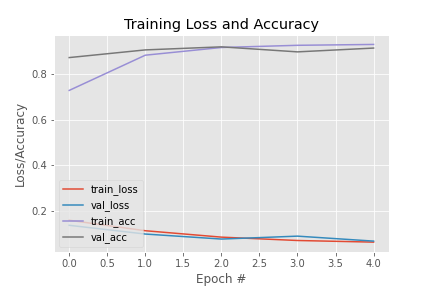 Training Loss and Accuracy
Loss/Accuracy
0.8
0.6
0.4
0.2
train_loss
val_loss
train_acc
val_acc
0.0 0.5 1.0 1.5 2.0 2.5 3.0 3.5 4.0
Epoch #